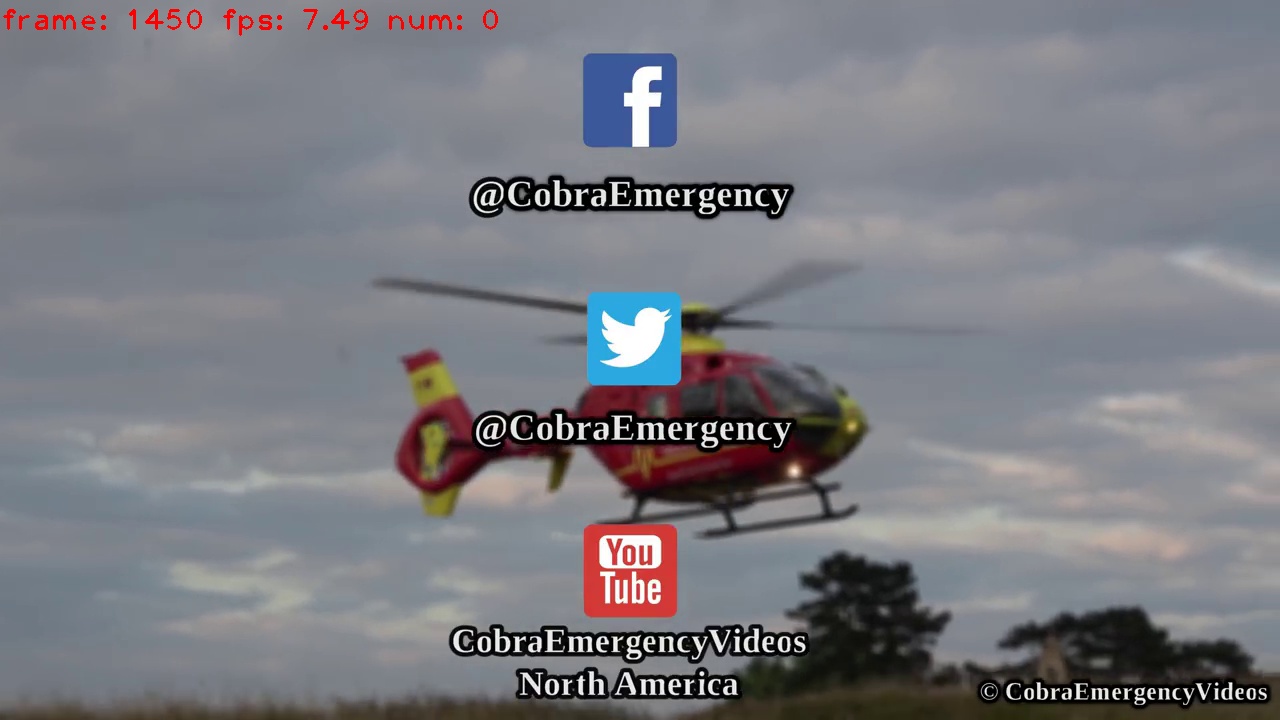 frame: 1450 fps: 7.49 num: 0
f
@CobraEmergency
@CobraEmergency
You
Tube
CobraEmergencyVideos
North America
© CobraEmergencyVideos